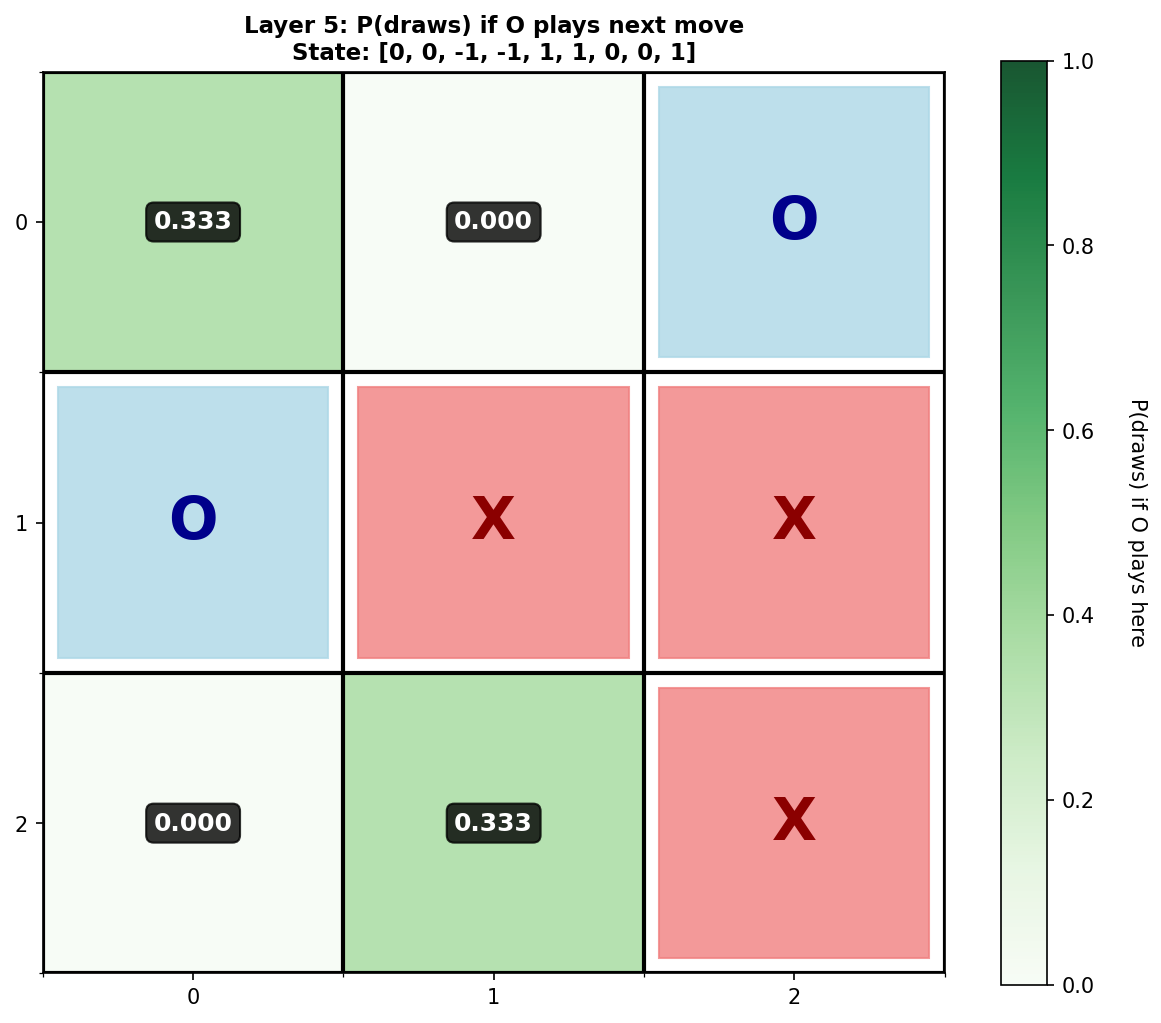 Layer 5: P(draws) if O plays next move
State: [0, 0, -1, -1, 1, 1, 0, 0, 1]
0
0.333
0.000
O
1
O
X
X
2
0.000
0.333
X
0
1
2
1.0
0.8
0.6
0.4
0.2
0.0
P(draws) if O plays here